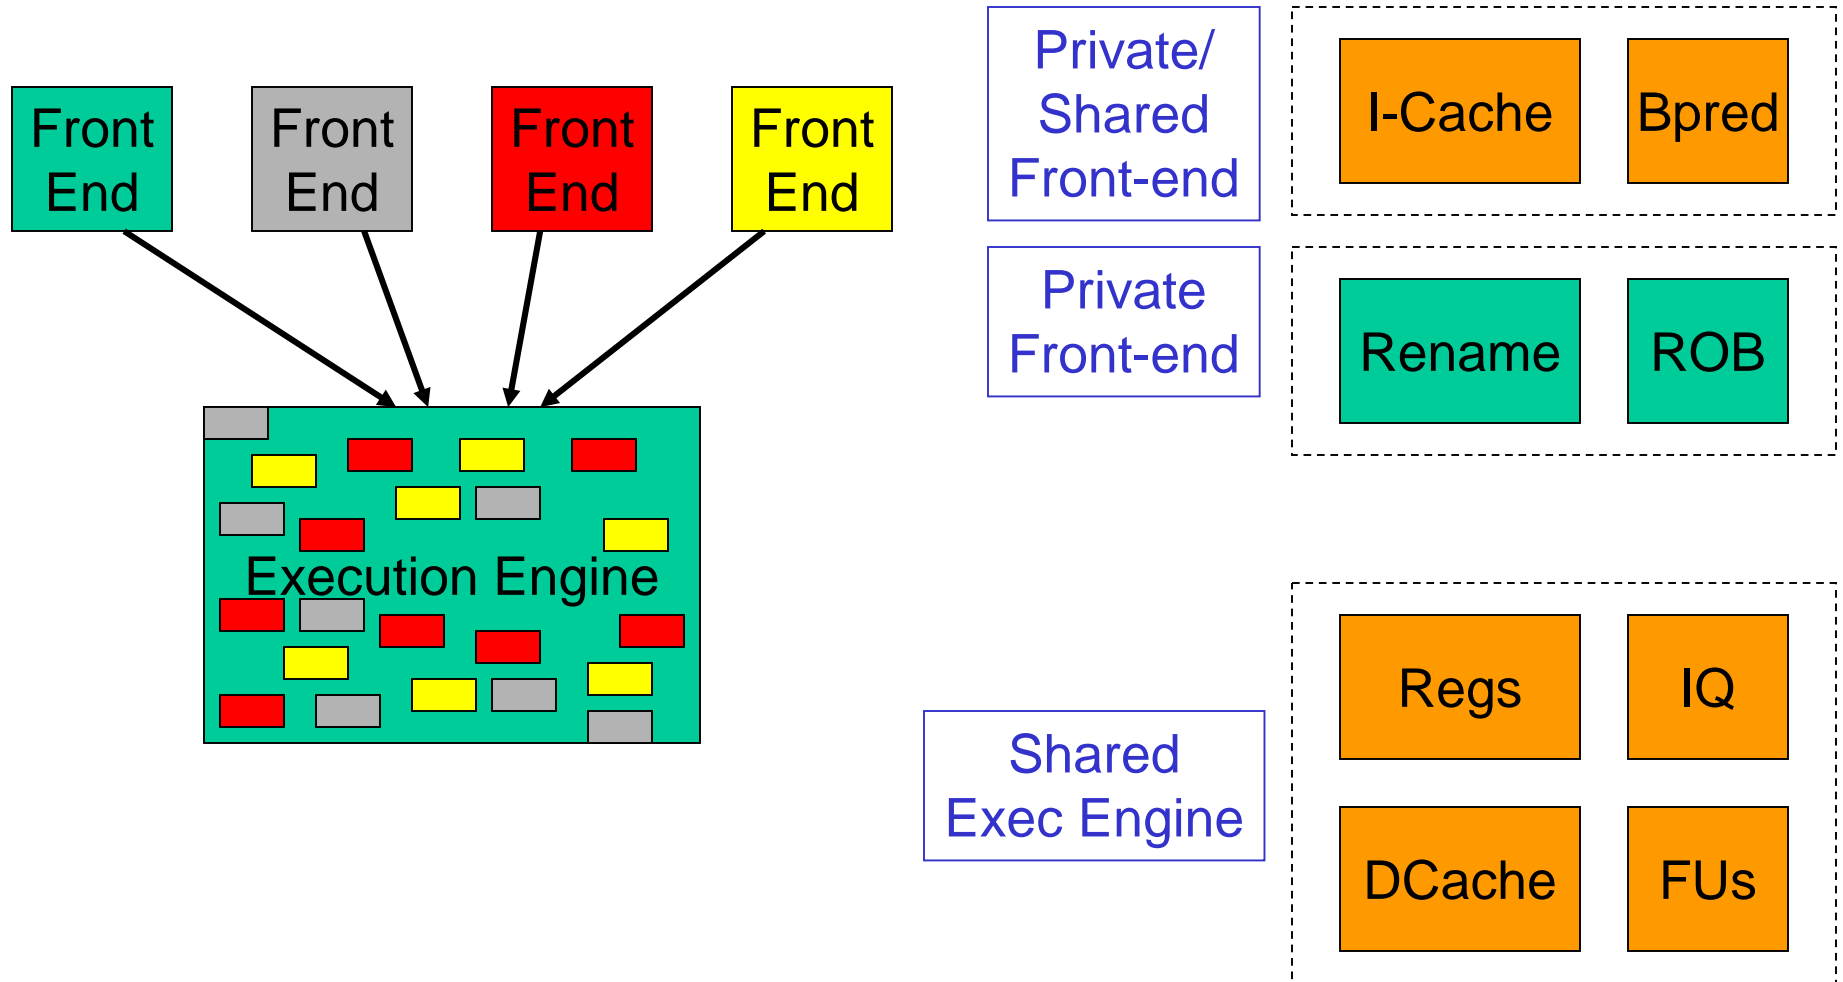 Front
End
Front
End
Front
End
Front
End
Execution Engine
Private/
Shared
Front-end
I-Cache
Bpred
Private
Front-end
Rename
ROB
Shared
Exec Engine
Regs
IQ
DCache
FUs